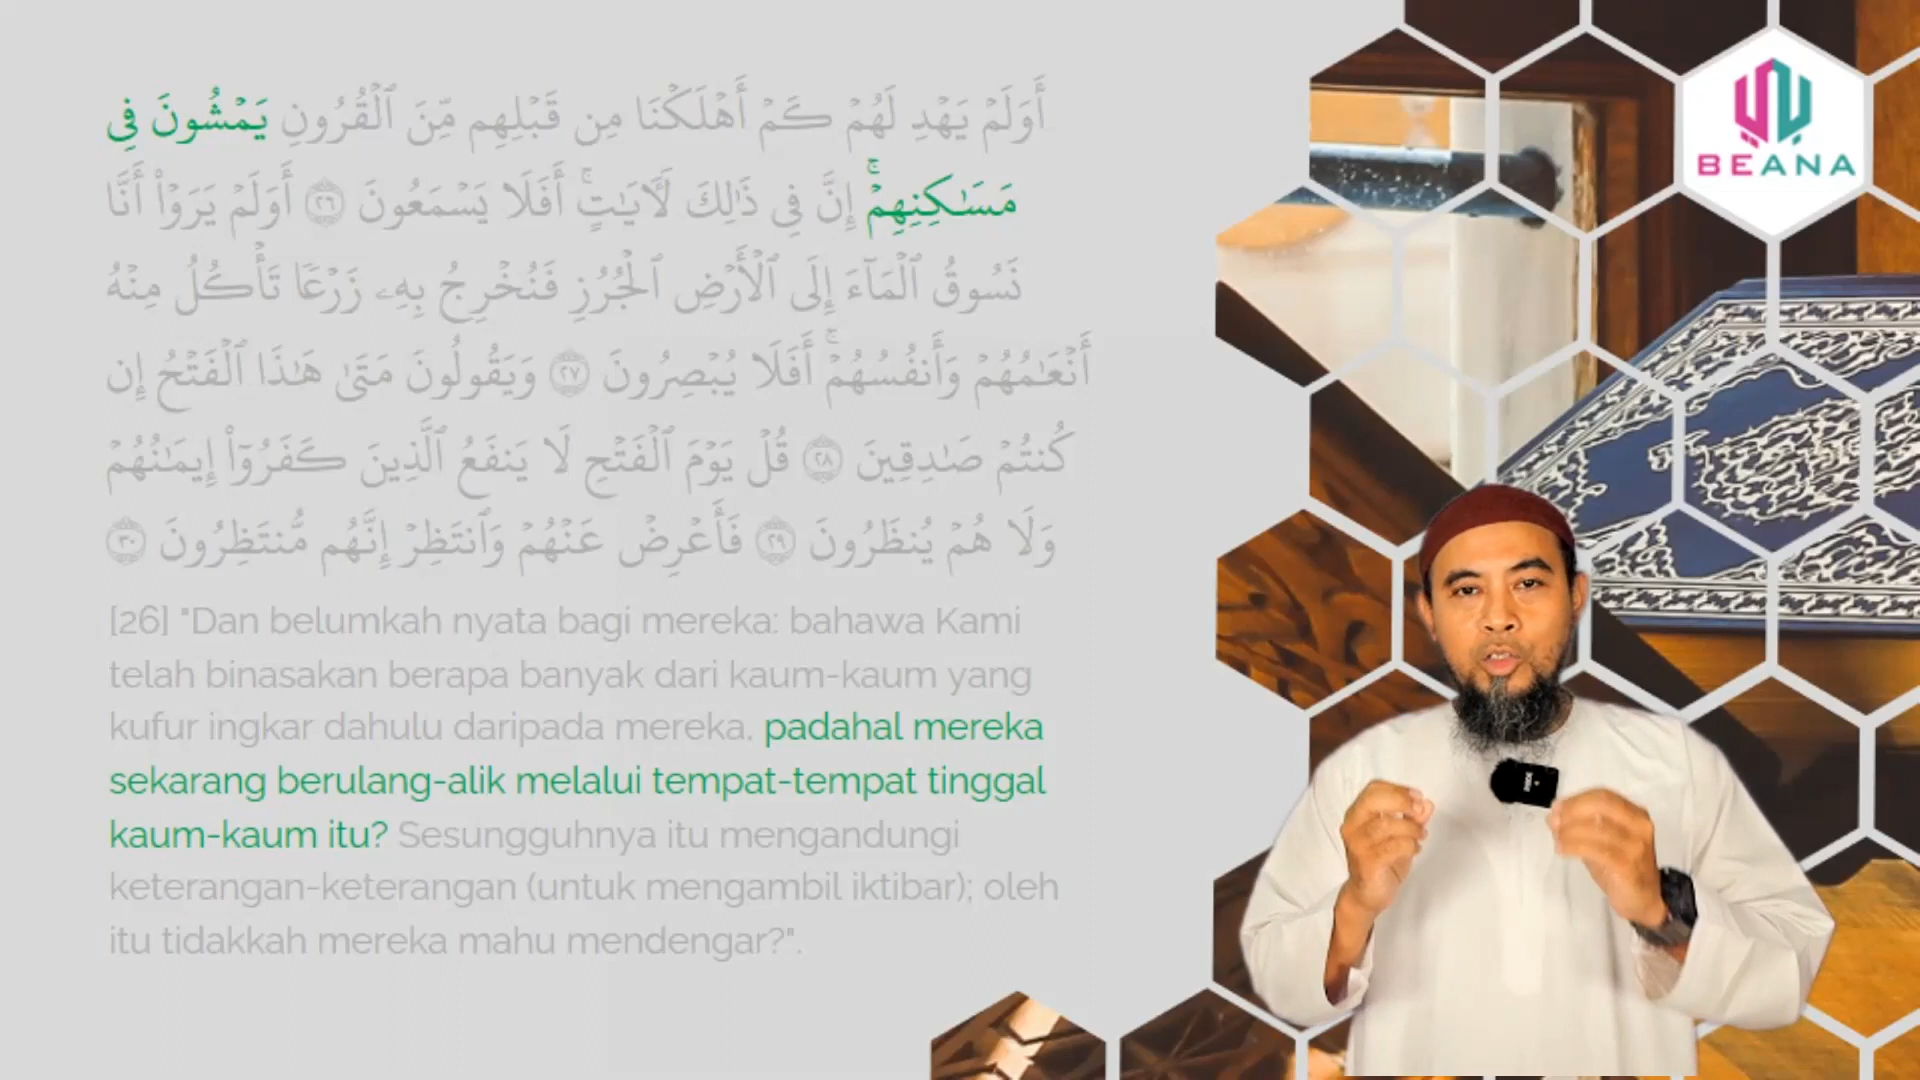 أَوَلَمۡ يَهۡدِ لَهُمۡ كَمۡ أَهۡلَكۡنَا مِن قَبۡلِهِم مِّنَ ٱلۡقُرُونِ يَمۡشُونَ فِي
مَسَٰكِنِهِمۡۚ إِنَّ فِي ذَٰلِكَ لَأٓيَٰتٍۚ أَفَلَا يَسۡمَعُونَ ٢٦ أَوَلَمۡ يَرَوۡاْ أَنَّا
نَسُوقُ ٱلۡمَآءَ إِلَى ٱلۡأَرۡضِ ٱلۡجُرُزِ فَنُخۡرِجُ بِهِۦ زَرۡعٗا تَأۡكُلُ مِنۡهُ
أَنۡعَٰمُهُمۡ وَأَنفُسُهُمۡۚ أَفَلَا يُبۡصِرُونَ ٢٧ وَيَقُولُونَ مَتَىٰ هَٰذَا ٱلۡفَتۡحُ إِن
كُنتُمۡ صَٰدِقِينَ ٢٨ قُلۡ يَوۡمَ ٱلۡفَتۡحِ لَا يَنفَعُ ٱلَّذِينَ كَفَرُوٓاْ إِيمَٰنُهُمۡ
وَلَا هُمۡ يُنظَرُونَ ٢٩ فَأَعۡرِضۡ عَنۡهُمۡ وَٱنتَظِرۡ إِنَّهُم مُّنتَظِرُونَ ٣٠
[26] "Dan belumkah nyata bagi mereka: bahawa Kami
telah binasakan berapa banyak dari kaum-kaum yang
kufur ingkar dahulu daripada mereka, padahal mereka
sekarang berulang-alik melalui tempat-tempat tinggal
kaum-kaum itu? Sesungguhnya itu mengandungi
keterangan-keterangan (untuk mengambil iktibar); oleh
itu tidakkah mereka mahu mendengar?".
BEANA